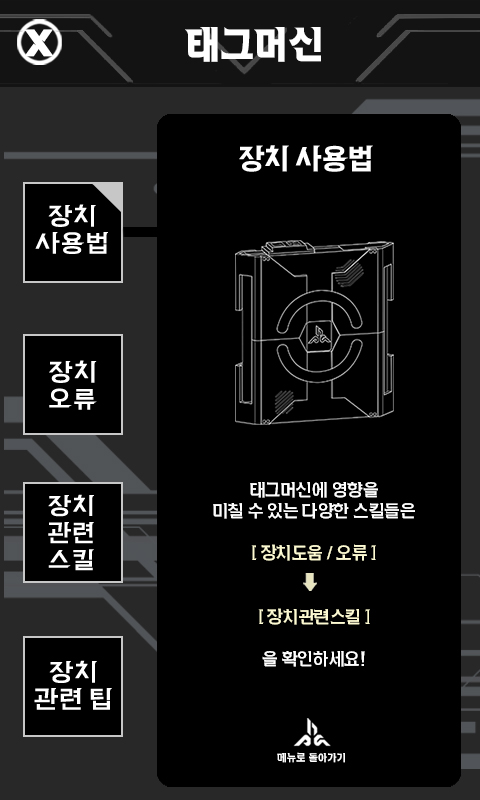 X
태그머신
장치
사용법
장치
오류
장치
관련
스킬
장치
관련 팁
장치 사용법
태그머신에 영향을
미칠 수 있는 다양한 스킬들은
[ 장치도움 / 오류 ]
[ 장치관련스킬 ]
을 확인하세요!
메뉴로 돌아가기